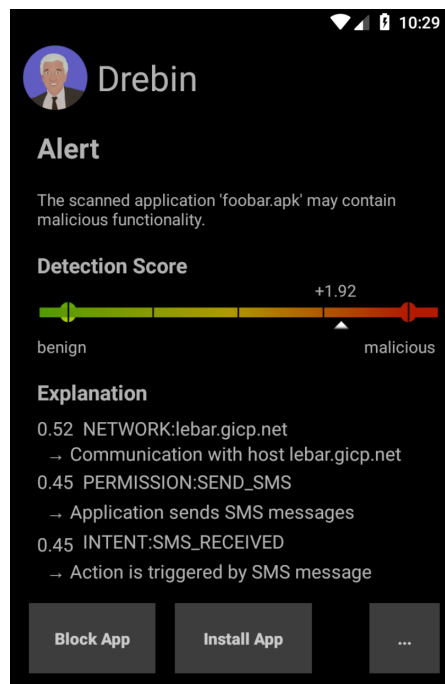 10:29
Drebin
Alert
The scanned application 'foobar.apk' may contain
malicious functionality.
Detection Score
+1.92
benign malicious
Explanation
0.52 NETWORK:lebar.gicp.net
→ Communication with host lebar.gicp.net
0.45 PERMISSION:SEND_SMS
→ Application sends SMS messages
0.45 INTENT:SMS_RECEIVED
→ Action is triggered by SMS message
Block App Install App ...